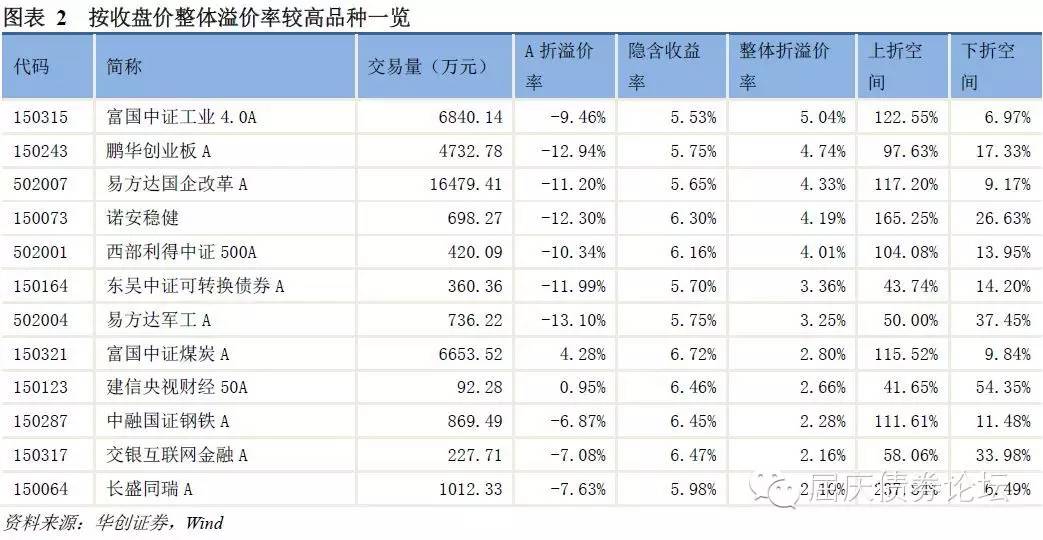 图表 2 按收盘价整体溢价率较高品种一览
代码 简称 交易量（万元） A 折溢价率 隐含收益率 整体折溢价率 上折空间 下折空间
150315 富国中证工业 4.0A 6840.14 -9.46% 5.53% 5.04% 122.55% 6.97%
150243 鹏华创业板 A 4732.78 -12.94% 5.75% 4.74% 97.63% 17.33%
502007 易方达国企改革 A 16479.41 -11.20% 5.65% 4.33% 117.20% 9.17%
150073 诺安稳健 698.27 -12.30% 6.30% 4.19% 165.25% 26.63%
502001 西部利得中证 500A 420.09 -10.34% 6.16% 4.01% 104.08% 13.95%
150164 东吴中证可转换债券 A 360.36 -11.99% 5.70% 3.36% 43.74% 14.20%
502004 易方达军工 A 736.22 -13.10% 5.75% 3.25% 50.00% 37.45%
150321 富国中证煤炭 A 6653.52 4.28% 6.72% 2.80% 115.52% 9.84%
150123 建信央视财经 50A 92.28 0.95% 6.46% 2.66% 41.65% 54.35%
150287 中融国证钢铁 A 869.49 -6.87% 6.45% 2.28% 111.61% 11.48%
150317 交银互联网金融 A 227.71 -7.08% 6.47% 2.16% 58.06% 33.98%
150064 长盛同瑞 A 1012.33 -7.63% 5.98% 6.49%
屈庆债券论坛
资料来源：华创证券，Wind